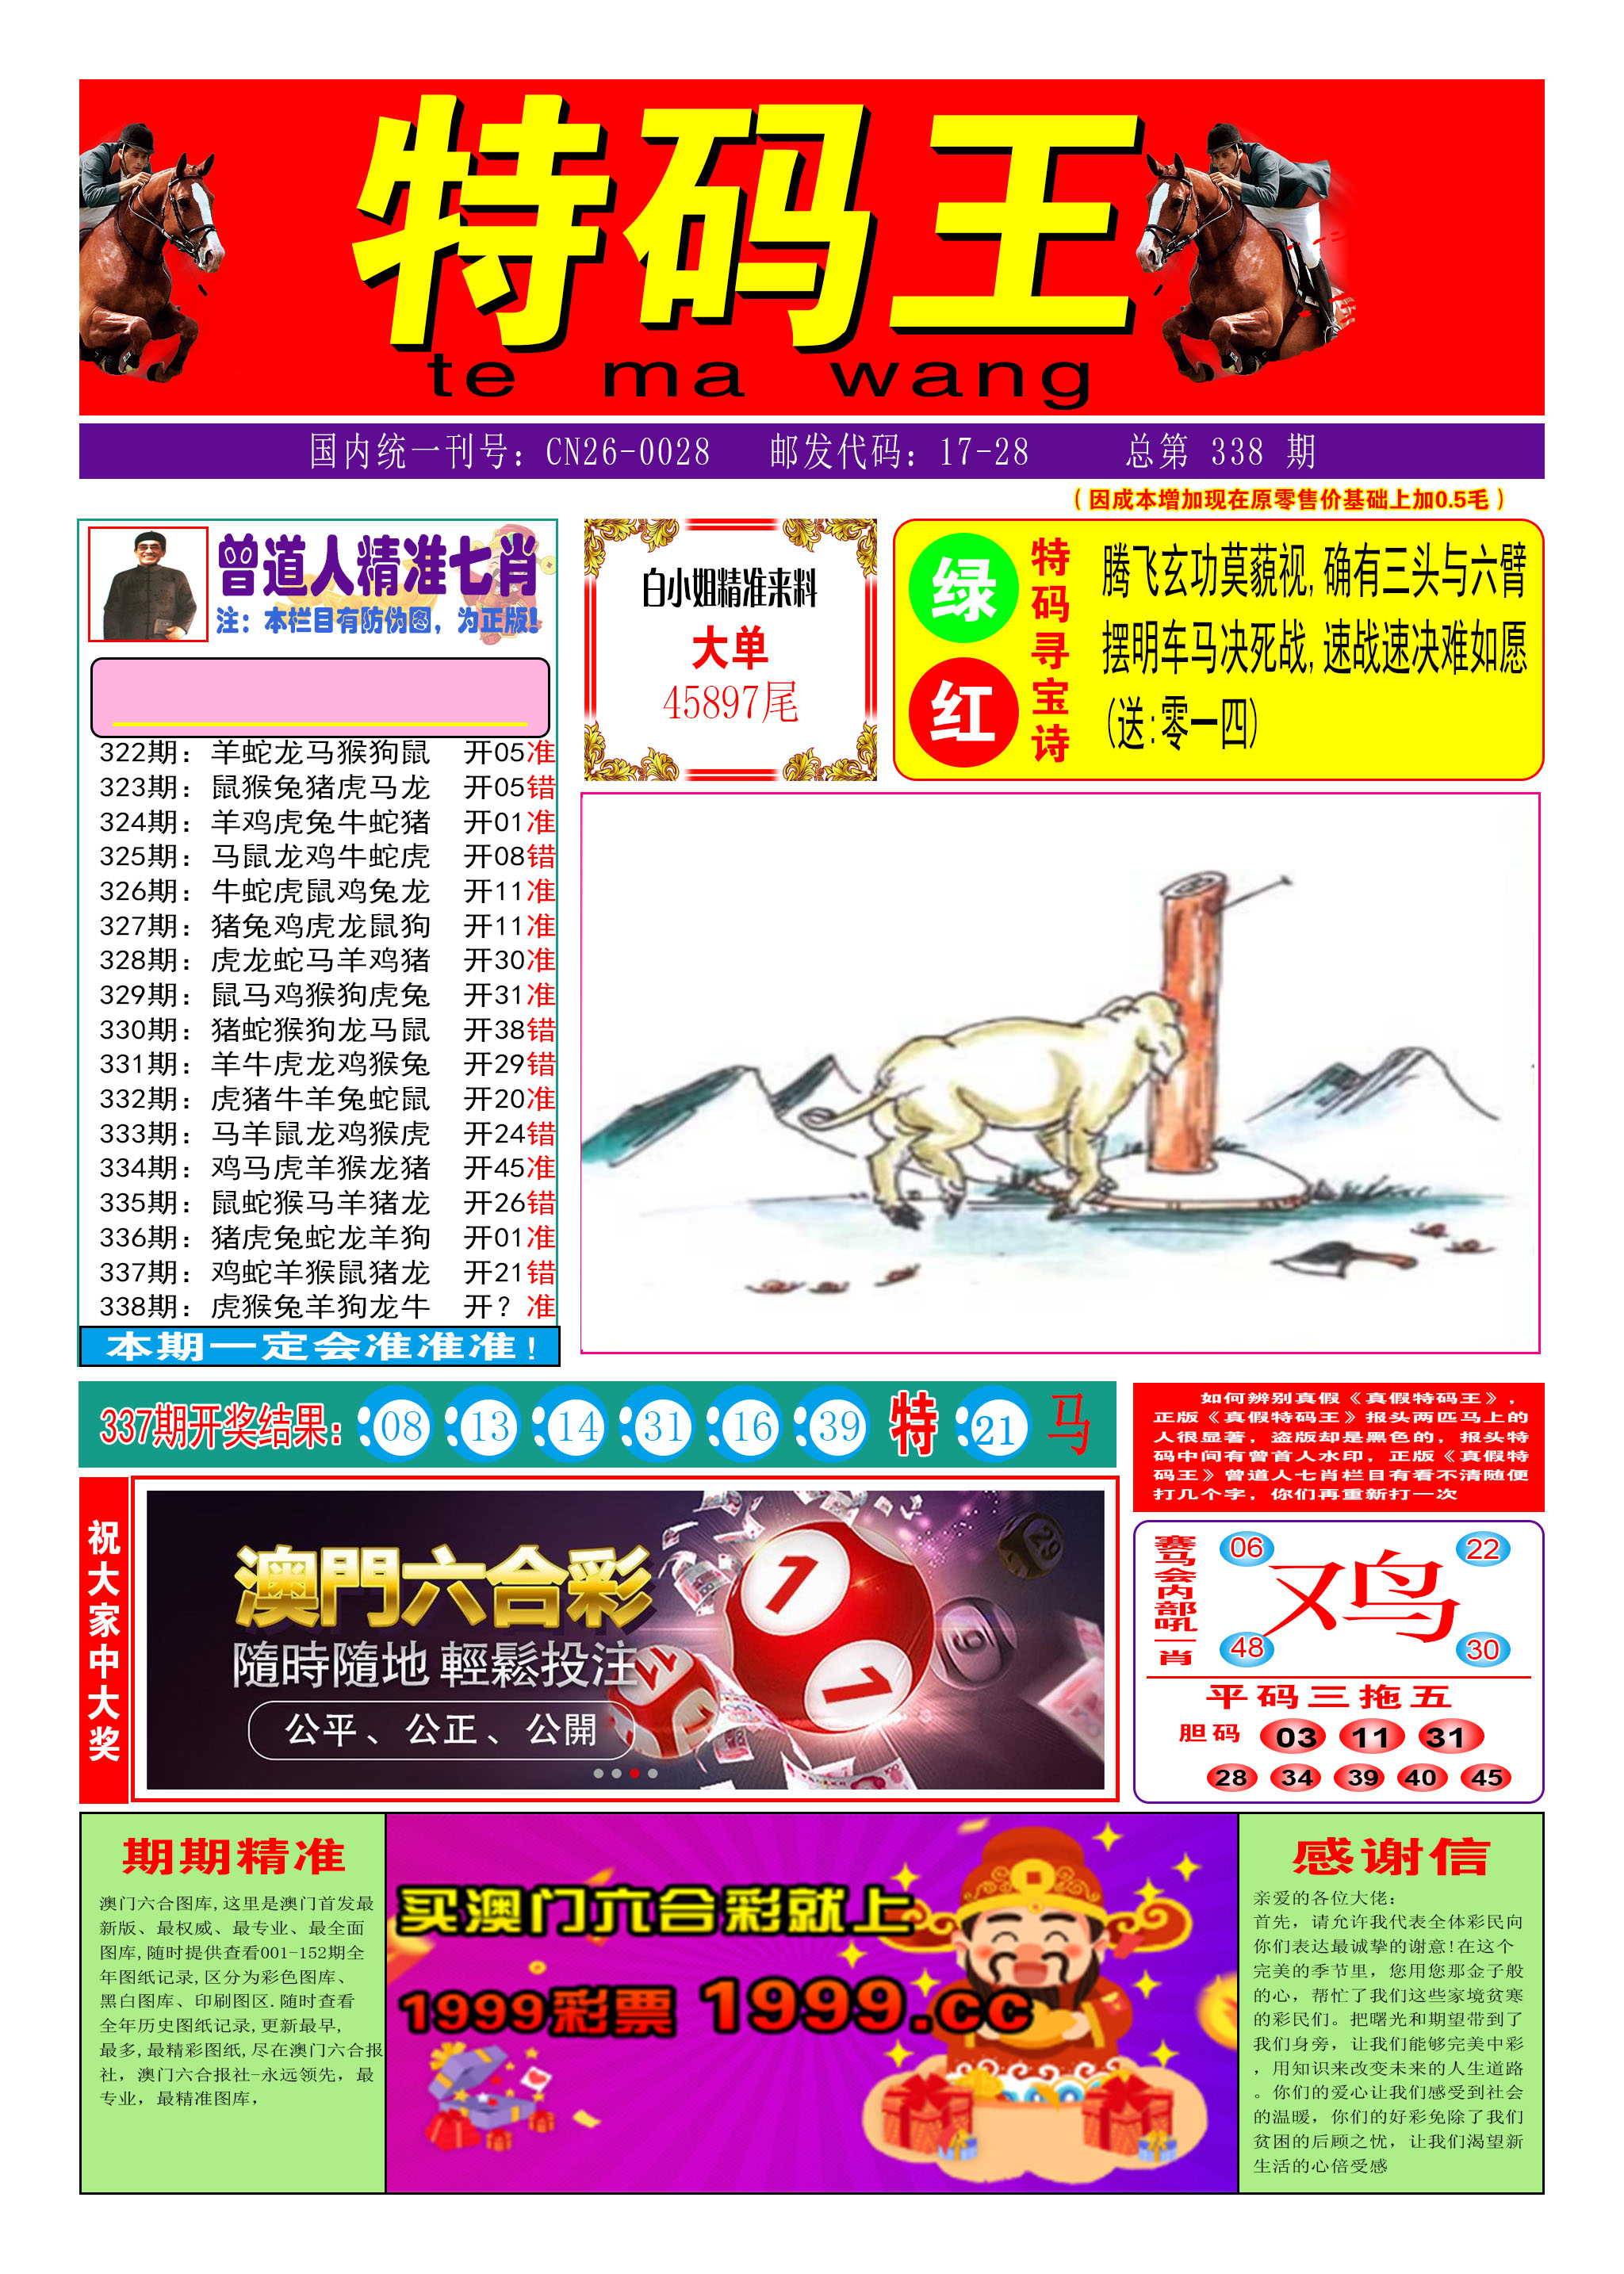 特码王
te ma wang
国内统一刊号：CN26-0028 邮发代码：17-28 总第 338 期
（因成本增加现在原零售价基础上加0.5毛）
曾道人精准七肖
注：本栏目有防伪图，为正版!
322期：羊蛇龙马猴狗鼠 开05准
323期：鼠猴兔猪虎马龙 开05错
324期：羊鸡虎兔牛蛇猪 开01准
325期：马鼠龙鸡牛蛇虎 开08错
326期：牛蛇虎鼠鸡兔龙 开11准
327期：猪兔鸡虎龙鼠狗 开11准
328期：虎龙蛇马羊鸡猪 开30准
329期：鼠马鸡猴狗虎兔 开31准
330期：猪蛇猴狗龙马鼠 开38错
331期：羊牛虎龙鸡猴兔 开29错
332期：虎猪牛羊兔蛇鼠 开20准
333期：马羊鼠龙鸡猴虎 开24错
334期：鸡马虎羊猴龙猪 开45准
335期：鼠蛇猴马羊猪龙 开26错
336期：猪虎兔蛇龙羊狗 开01准
337期：鸡蛇羊猴鼠猪龙 开21错
338期：虎猴兔羊狗龙牛 开? 准
本期一定会准准准!
白小姐精准来料
大单
45897尾
绿
红
特码寻宝诗
腾飞玄功莫藐视,确有三头与六臂
摆明车马决死战,速战速决难如愿
(送:零一四)
337期开奖结果: 08 13 14 31 16 39 特 21 马
如何辨别真假《真假特码王》，
正版《真假特码王》报头两匹马上的
人很显著，盗版却是黑色的，报头特
码中间有曾首人水印，正版《真假特
码王》曾道人七肖栏目有看不清随便
打几个字，你们再重新打一次
祝大家中大奖
澳門六合彩
隨時隨地 輕鬆投注
公平、公正、公開
1
1
12
9
29
赛马会内部吼一肖
06
22
鸡
48
30
平码三拖五
胆码 03 11 31
28 34 39 40 45
期期精准
澳门六合图库,这里是澳门首发最
新版、最权威、最专业、最全面
图库,随时提供查看001-152期全
年图纸记录,区分为彩色图库、
黑白图库、印刷图区.随时查看
全年历史图纸记录,更新最早,
最多,最精彩图纸,尽在澳门六合报
社，澳门六合报社-永远领先，最
专业，最精准图库，
买澳门六合彩就上
1999彩票 1999.cc
感谢信
亲爱的各位大佬:
首先，请允许我代表全体彩民向
你们表达最诚挚的谢意!在这个
完美的季节里，您用您那金子般
的心，帮忙了我们这些家境贫寒
的彩民们。把曙光和期望带到了
我们身旁，让我们能够完美中彩
，用知识来改变未来的人生道路
。你们的爱心让我们感受到社会
的温暖，你们的好彩免除了我们
贫困的后顾之忧，让我们渴望新
生活的心倍受感